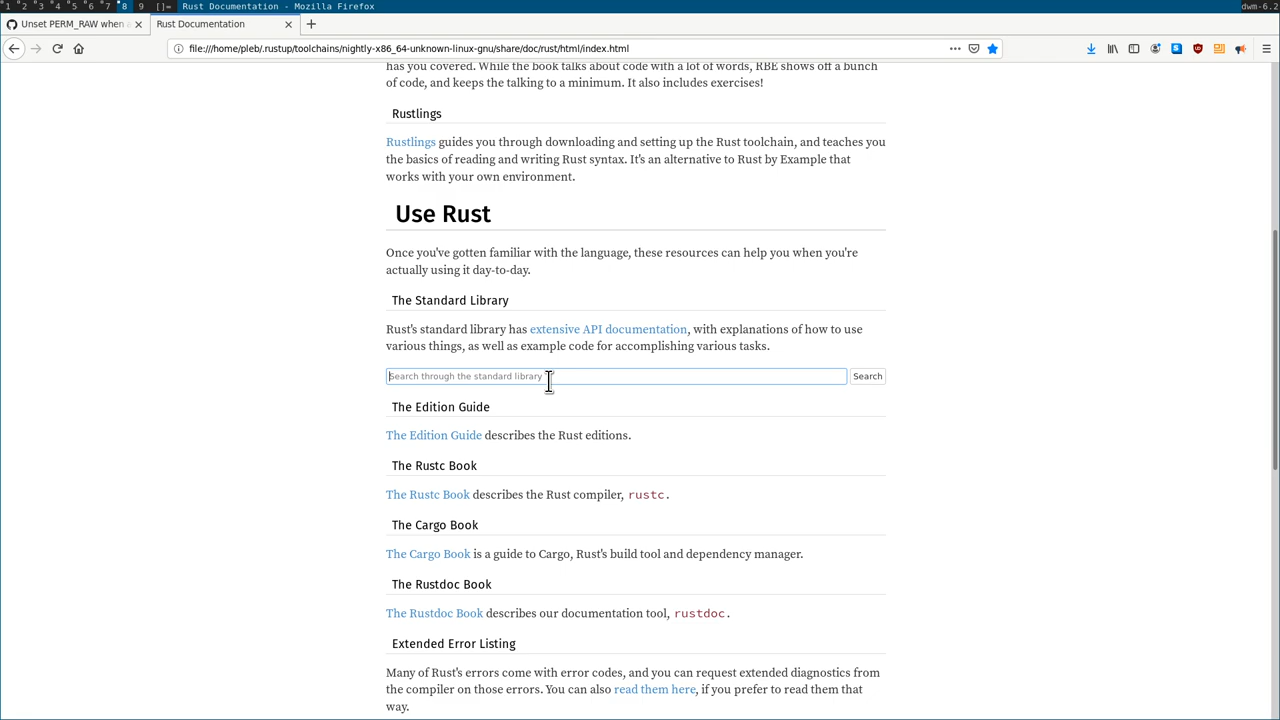 1 2 3 4 5 6 7 8 9 []= Rust Documentation - Mozilla Firefox dwm-6.2
Unset PERM_RAW when a
Rust Documentation
file:///home/pleb/.rustup/toolchains/nightly-x86_64-unknown-linux-gnu/share/doc/rust/html/index.html
has you covered. While the book talks about code with a lot of words, RBE shows off a bunch
of code, and keeps the talking to a minimum. It also includes exercises!
Rustlings
Rustlings guides you through downloading and setting up the Rust toolchain, and teaches you
the basics of reading and writing Rust syntax. It's an alternative to Rust by Example that
works with your own environment.
Use Rust
Once you've gotten familiar with the language, these resources can help you when you're
actually using it day-to-day.
The Standard Library
Rust's standard library has extensive API documentation, with explanations of how to use
various things, as well as example code for accomplishing various tasks.
Search through the standard library
Search
The Edition Guide
The Edition Guide describes the Rust editions.
The Rustc Book
The Rustc Book describes the Rust compiler, rustc.
The Cargo Book
The Cargo Book is a guide to Cargo, Rust's build tool and dependency manager.
The Rustdoc Book
The Rustdoc Book describes our documentation tool, rustdoc.
Extended Error Listing
Many of Rust's errors come with error codes, and you can request extended diagnostics from
the compiler on those errors. You can also read them here, if you prefer to read them that
way.